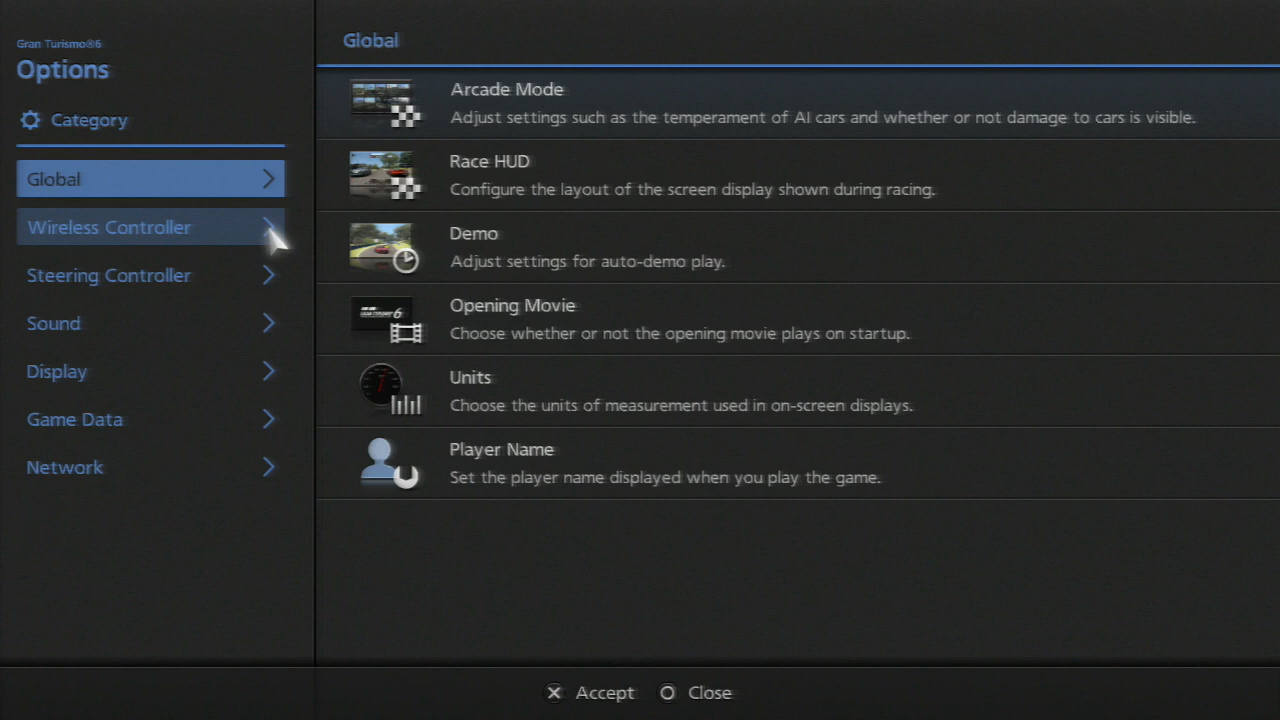 Gran Turismo®6
Options
Category
Global
Wireless Controller
Steering Controller
Sound
Display
Game Data
Network
Global
Arcade Mode
Adjust settings such as the temperament of AI cars and whether or not damage to cars is visible.
Race HUD
Configure the layout of the screen display shown during racing.
Demo
Adjust settings for auto-demo play.
Opening Movie
Choose whether or not the opening movie plays on startup.
Units
Choose the units of measurement used in on-screen displays.
Player Name
Set the player name displayed when you play the game.
Accept
Close